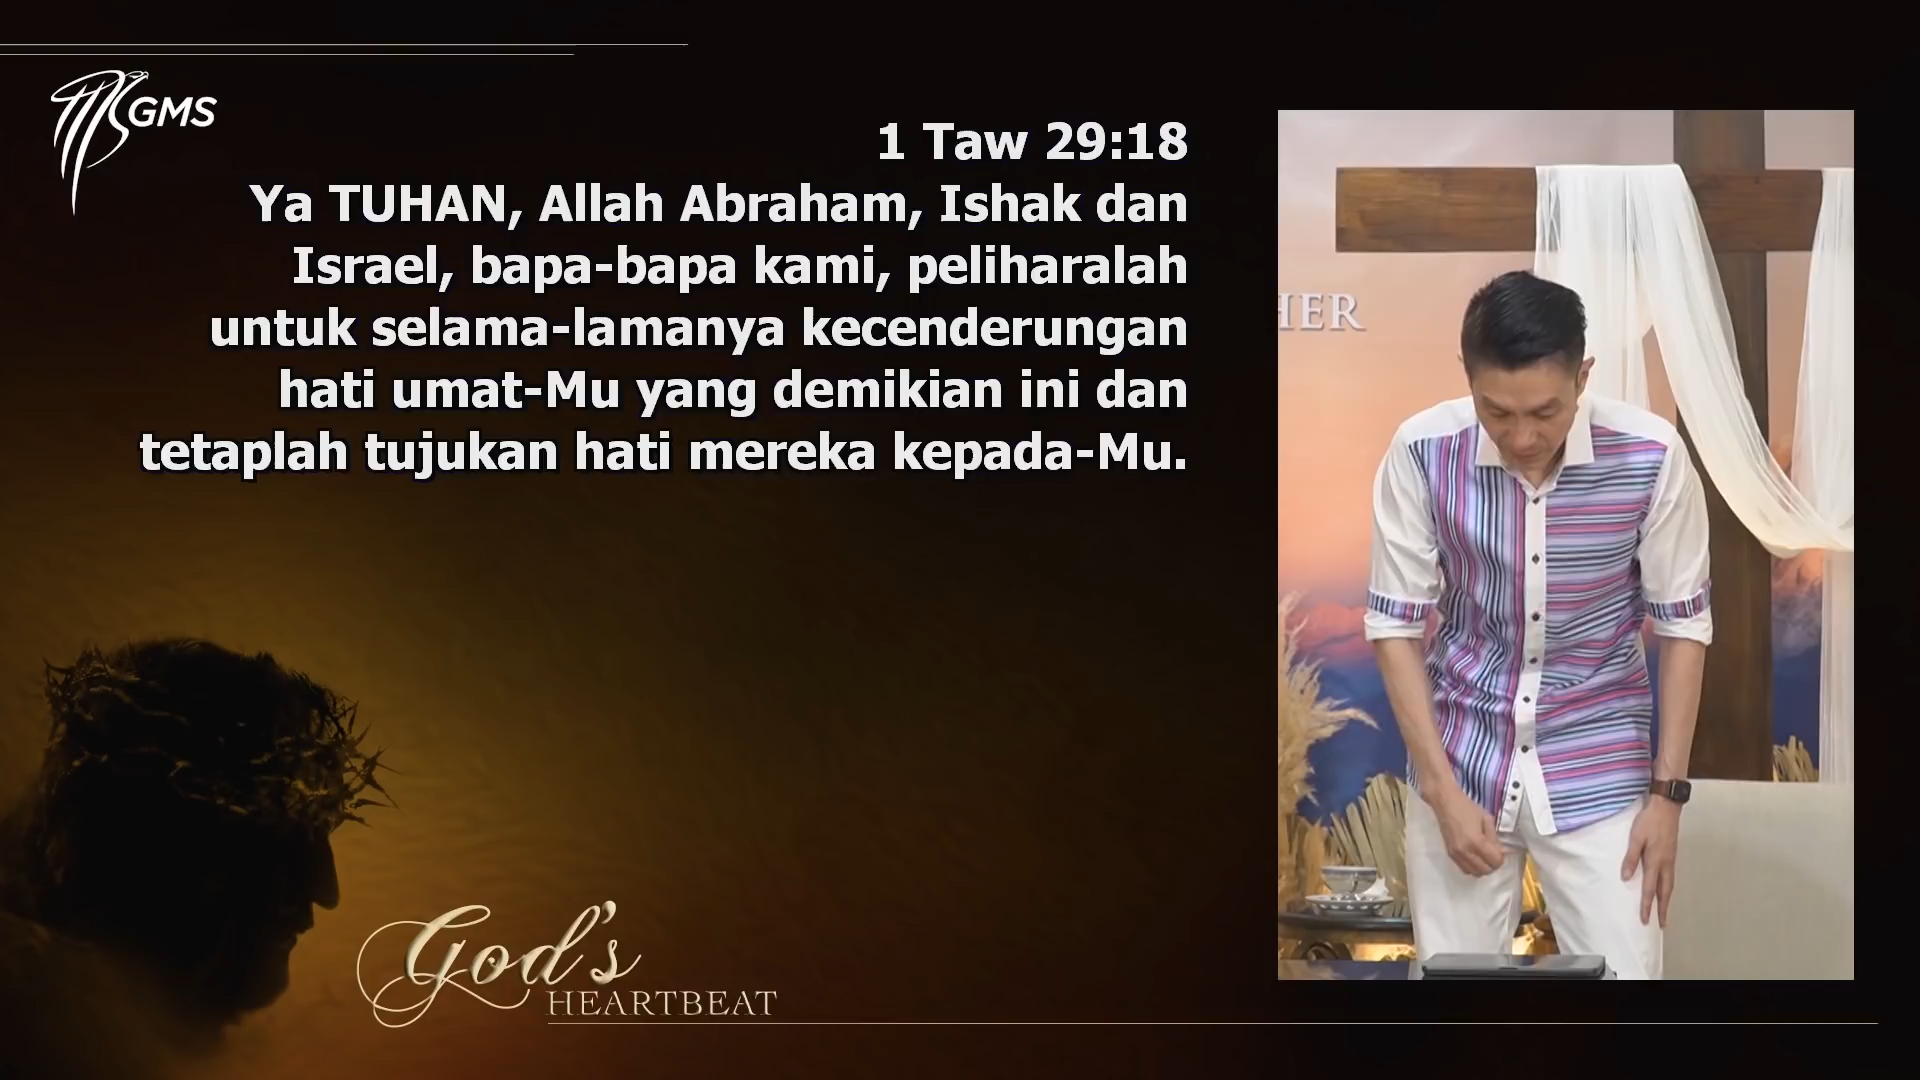 GMS
1 Taw 29:18
Ya TUHAN, Allah Abraham, Ishak dan
Israel, bapa-bapa kami, peliharalah
untuk selama-lamanya kecenderungan
hati umat-Mu yang demikian ini dan
tetaplah tujukan hati mereka kepada-Mu.
HER
God's
HEARTBEAT